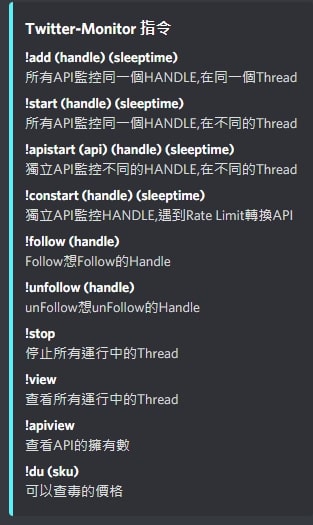 Twitter-Monitor 指令
!add (handle) (sleeptime)
所有API監控同一個HANDLE,在同一個Thread
!start (handle) (sleeptime)
所有API監控同一個HANDLE,在不同的Thread
!apistart (api) (handle) (sleeptime)
獨立API監控不同的HANDLE,在不同的Thread
!constart (handle) (sleeptime)
獨立API監控HANDLE,遇到Rate Limit轉換API
!follow (handle)
Follow想Follow的Handle
!unfollow (handle)
unFollow想unFollow的Handle
!stop
停止所有運行中的Thread
!view
查看所有運行中的Thread
!apiview
查看API的擁有數
!du (sku)
可以查毒的價格